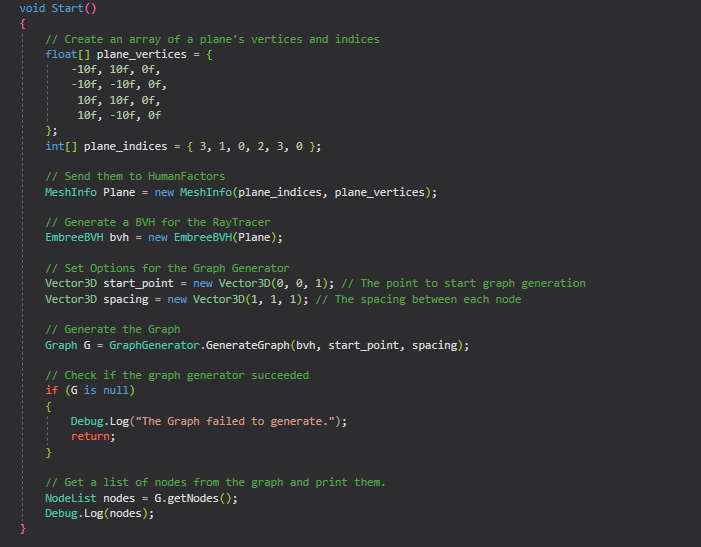 void Start()
{
    // Create an array of a plane's vertices and indices
    float[] plane_vertices = {
        -10f, 10f, 0f,
        -10f, -10f, 0f,
         10f, 10f, 0f,
         10f, -10f, 0f
    };
    int[] plane_indices = { 3, 1, 0, 2, 3, 0 };

    // Send them to HumanFactors
    MeshInfo Plane = new MeshInfo(plane_indices, plane_vertices);

    // Generate a BVH for the RayTracer
    EmbreeBVH bvh = new EmbreeBVH(Plane);

    // Set Options for the Graph Generator
    Vector3D start_point = new Vector3D(0, 0, 1); // The point to start graph generation
    Vector3D spacing = new Vector3D(1, 1, 1); // The spacing between each node

    // Generate the Graph
    Graph G = GraphGenerator.GenerateGraph(bvh, start_point, spacing);

    // Check if the graph generator succeeded
    if (G is null)
    {
        Debug.Log("The Graph failed to generate.");
        return;
    }

    // Get a list of nodes from the graph and print them.
    NodeList nodes = G.getNodes();
    Debug.Log(nodes);
}